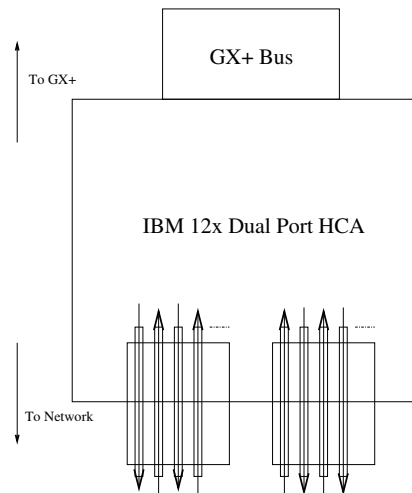 GX+ Bus
To GX+
IBM 12x Dual Port HCA
To Network